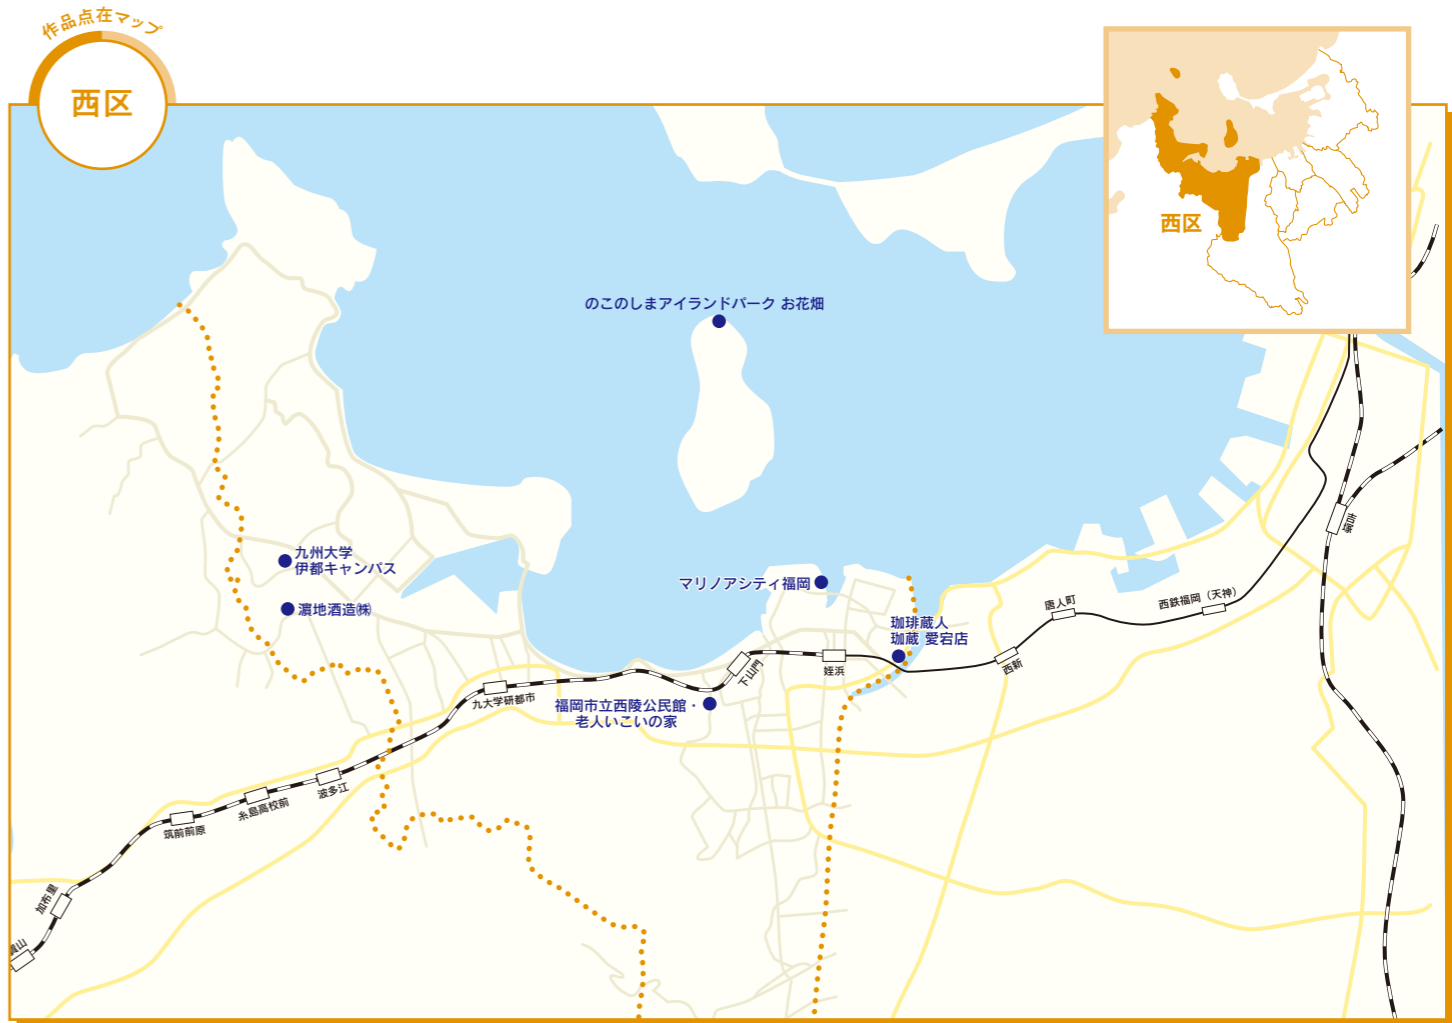 作品点在マップ
西区
西区
のこのしまアイランドパーク お花畑
九州大学
伊都キャンパス
濵地酒造㈱
マリノアシティ福岡
珈琲蔵人
珈蔵 愛宕店
福岡市立西陵公民館・
老人いこいの家
吉塚
西鉄福岡（天神）
唐人町
西新
姪浜
下山門
九大学研都市
波多江
糸島高校前
筑前前原
加布里
山